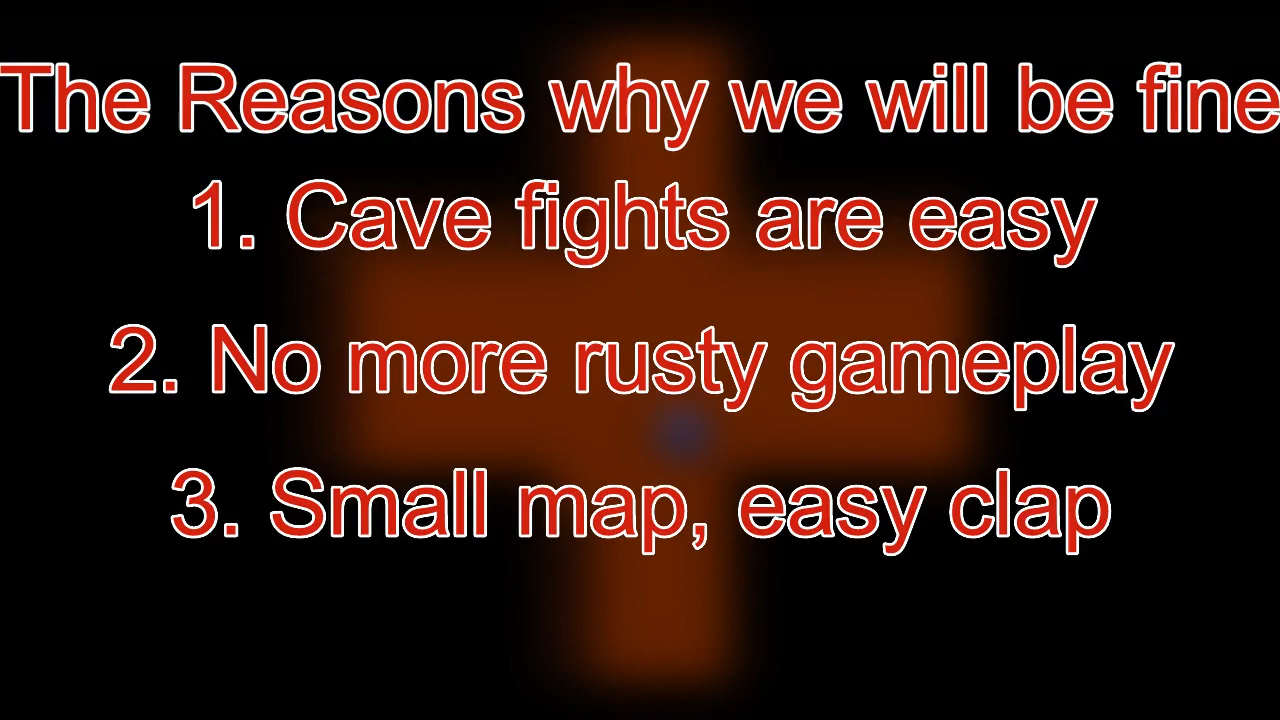 The Reasons why we will be fine
1. Cave fights are easy
2. No more rusty gameplay
3. Small map, easy clap